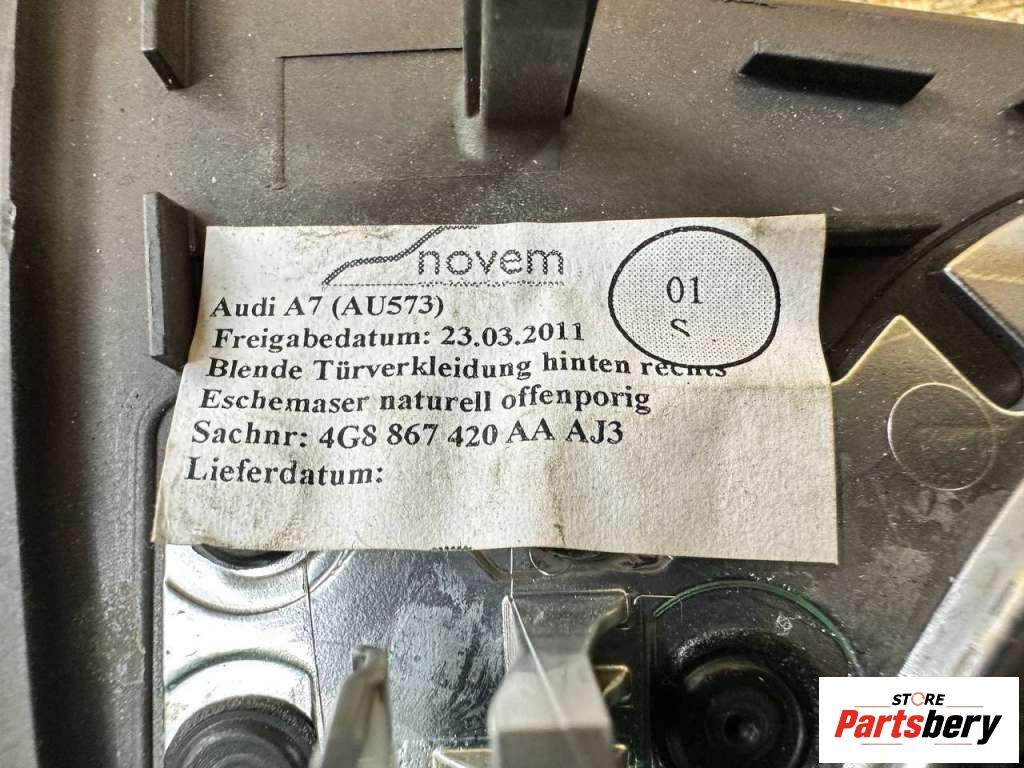 novem
01
S
Audi A7 (AU573)
Freigabedatum: 23.03.2011
Blende Türverkleidung hinten rechts
Eschemaser naturell offenporig
Sachnr: 4G8 867 420 AA AJ3
Lieferdatum:
STORE
Partsbery